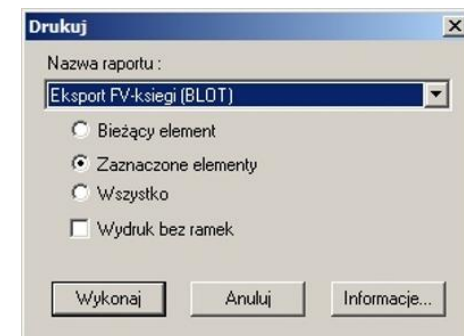 Drukuj
Nazwa raportu :
Eksport FV-ksiegi (BLOT)
Bieżący element
Zaznaczone elementy
Wszystko
Wydruk bez ramek
Wykonaj Anuluj Informacje...